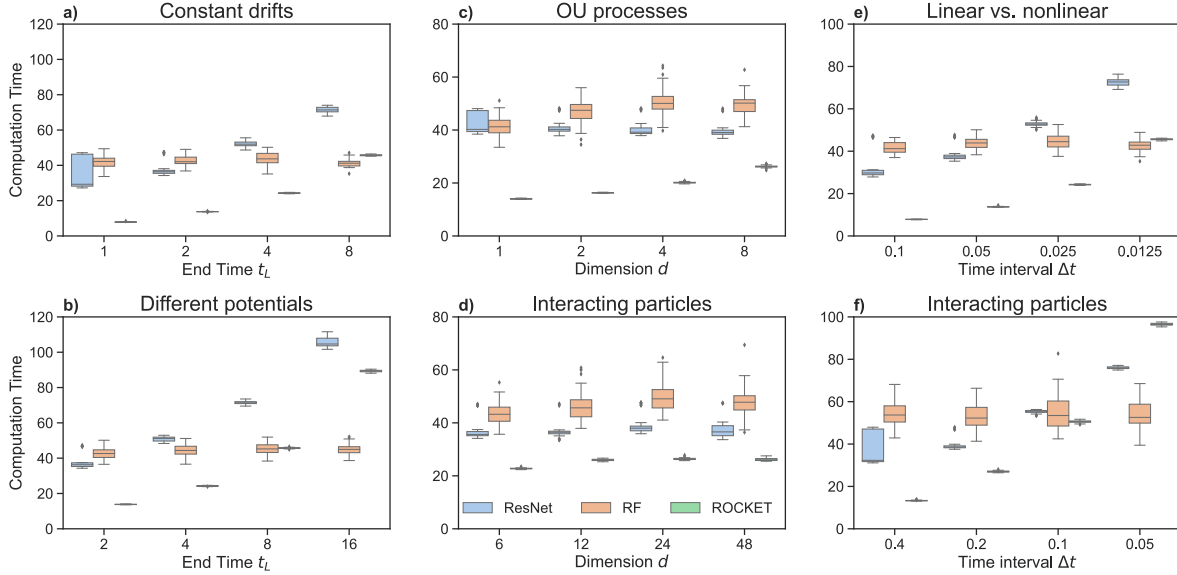 a) Constant drifts
120
100
80
60
40
20
0
Computation Time
1 2 4 8
End Time t_L
c) OU processes
80
60
40
20
0
1 2 4 8
Dimension d
e) Linear vs. nonlinear
100
80
60
40
20
0
0.1 0.05 0.025 0.0125
Time interval Δt
b) Different potentials
120
100
80
60
40
20
0
Computation Time
2 4 8 16
End Time t_L
d) Interacting particles
80
60
40
20
0
ResNet RF ROCKET
6 12 24 48
Dimension d
f) Interacting particles
100
80
60
40
20
0
0.4 0.2 0.1 0.05
Time interval Δt